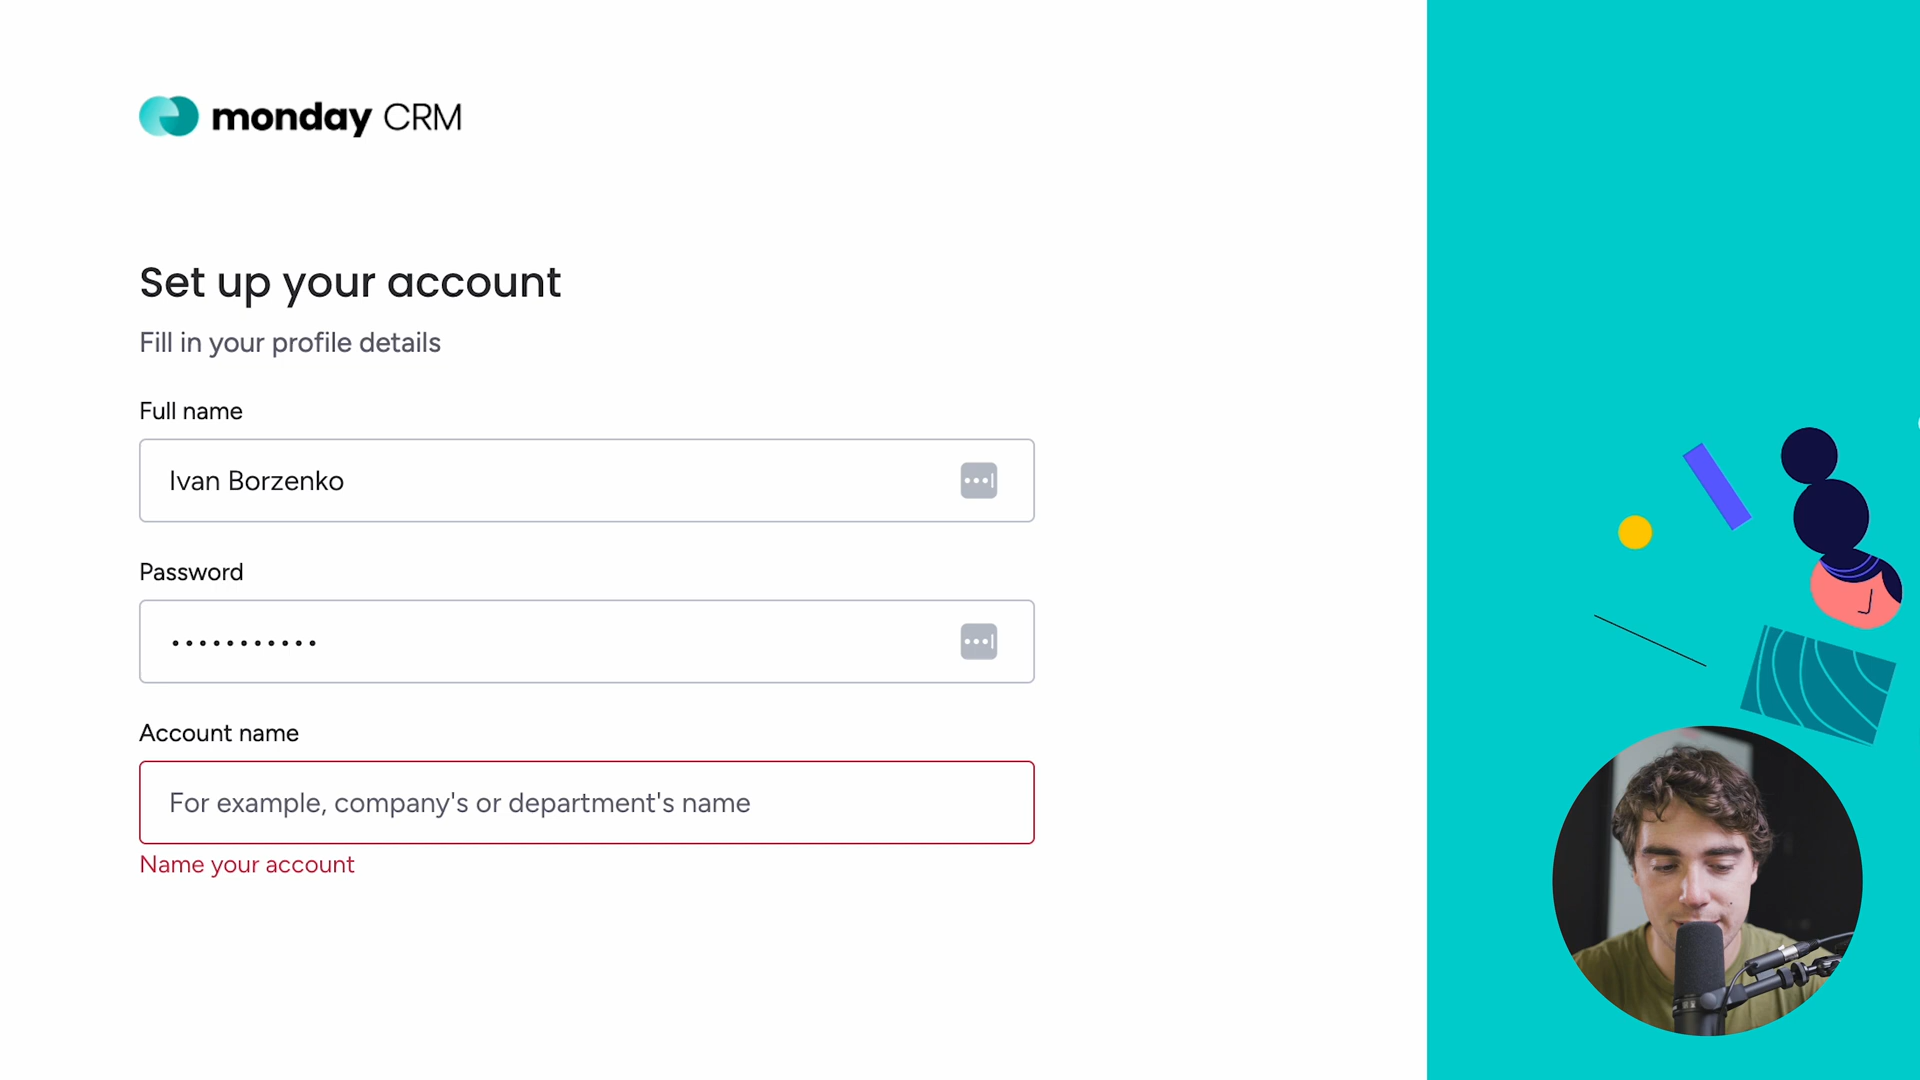 monday CRM
Set up your account
Fill in your profile details
Full name
Ivan Borzenko
Password
•••••••••••
Account name
For example, company's or department's name
Name your account